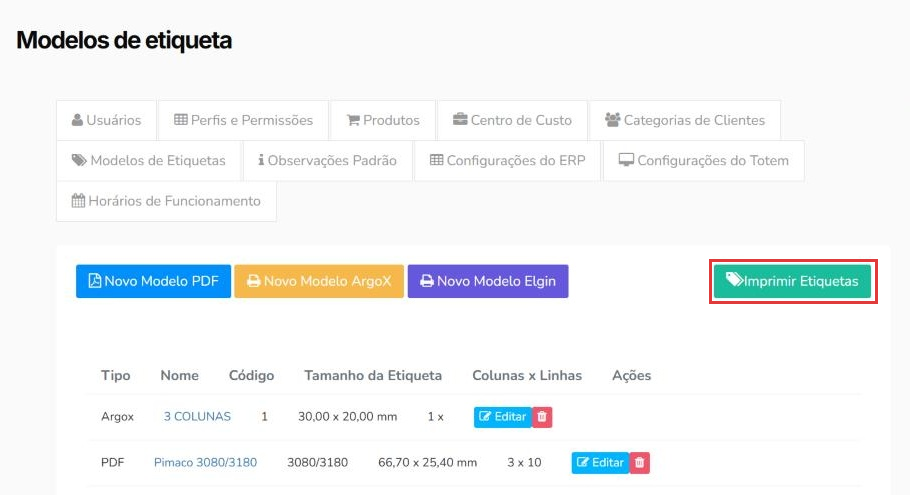 Modelos de etiqueta
Usuários Perfis e Permissões Produtos Centro de Custo Categorias de Clientes
Modelos de Etiquetas Observações Padrão Configurações do ERP Configurações do Totem
Horários de Funcionamento
Novo Modelo PDF Novo Modelo ArgoX Novo Modelo Elgin Imprimir Etiquetas
Tipo Nome Código Tamanho da Etiqueta Colunas x Linhas Ações
Argox 3 COLUNAS 1 30,00 x 20,00 mm 1 x Editar
PDF Pimaco 3080/3180 3080/3180 66,70 x 25,40 mm 3 x 10 Editar